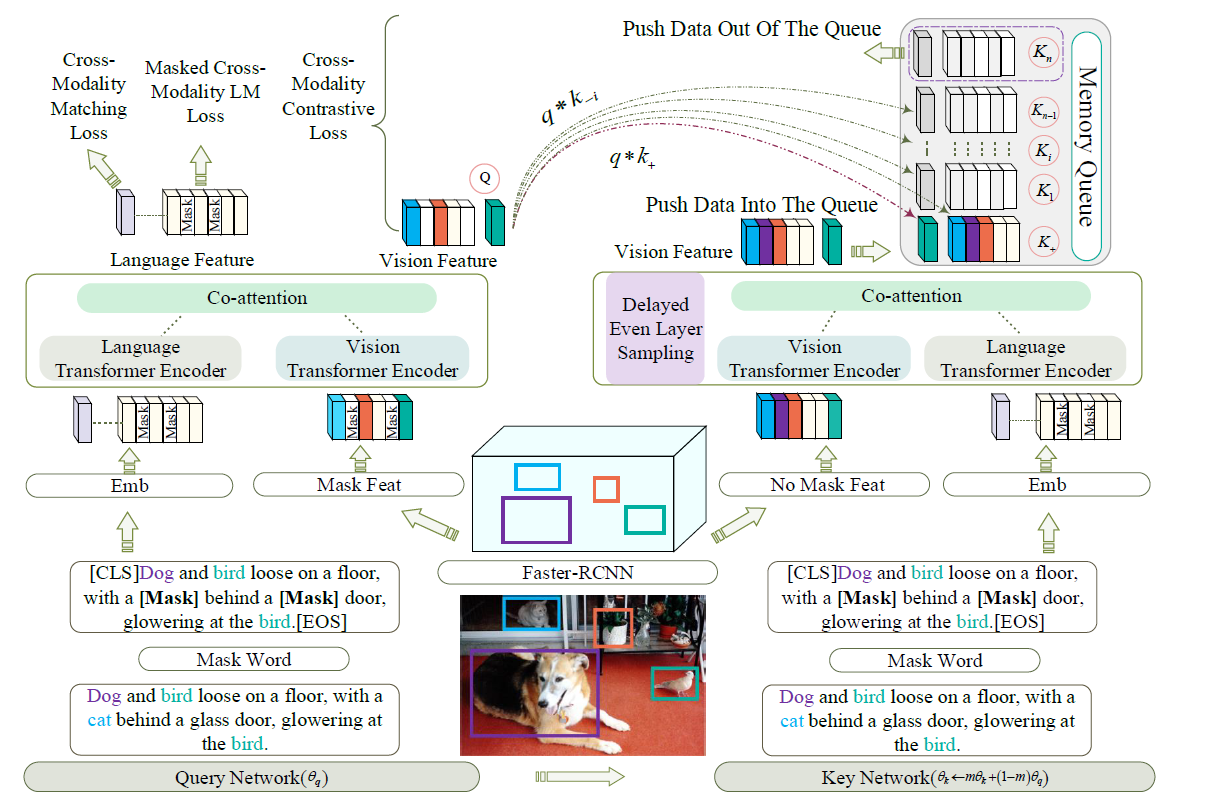 Cross-
Modality
Matching
Loss
Masked Cross-
Modality LM
Loss
Cross-
Modality
Contrastive
Loss
Push Data Out Of The Queue
q * k₋ᵢ
q * k₊
Kₙ
Kₙ₋₁
Kᵢ
K₁
K₊
Memory Queue
Q
Mask
Mask
Language Feature
Vision Feature
Push Data Into The Queue
Vision Feature
Co-attention
Language
Transformer Encoder
Vision
Transformer Encoder
Delayed
Even Layer
Sampling
Co-attention
Vision
Transformer Encoder
Language
Transformer Encoder
Mask
Mask
Mask
Mask
Mask
Mask
Emb
Mask Feat
No Mask Feat
Emb
Faster-RCNN
[CLS]Dog and bird loose on a floor,
with a [Mask] behind a [Mask] door,
glowering at the bird.[EOS]
Mask Word
Dog and bird loose on a floor, with a
cat behind a glass door, glowering at
the bird.
Query Network(θq)
[CLS]Dog and bird loose on a floor,
with a [Mask] behind a [Mask] door,
glowering at the bird.[EOS]
Mask Word
Dog and bird loose on a floor, with a
cat behind a glass door, glowering at
the bird.
Key Network(θk←mθk+(1−m)θq)